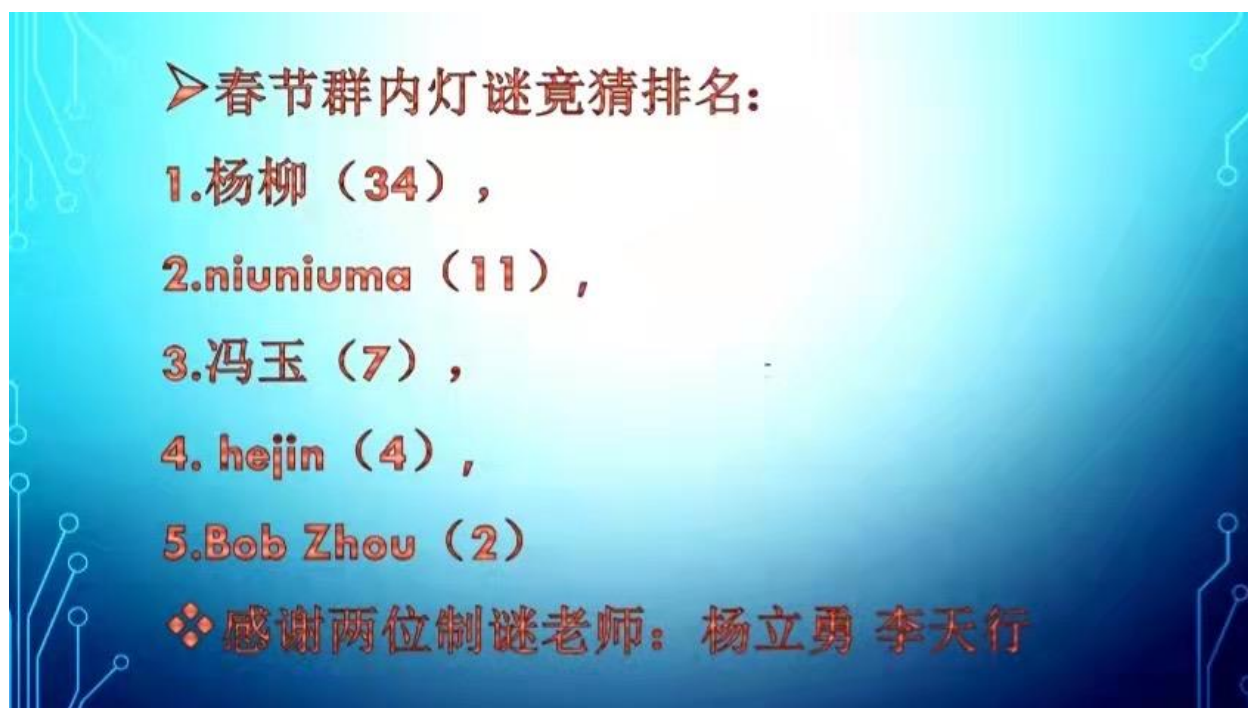 ➢春节群内灯谜竟猜排名:
1.杨柳（34），
2.niuniuma（11）,
3.冯玉（7），
4. hejin（4）,
5.Bob Zhou（2）
❖感谢两位制谜老师：杨立勇 李天行